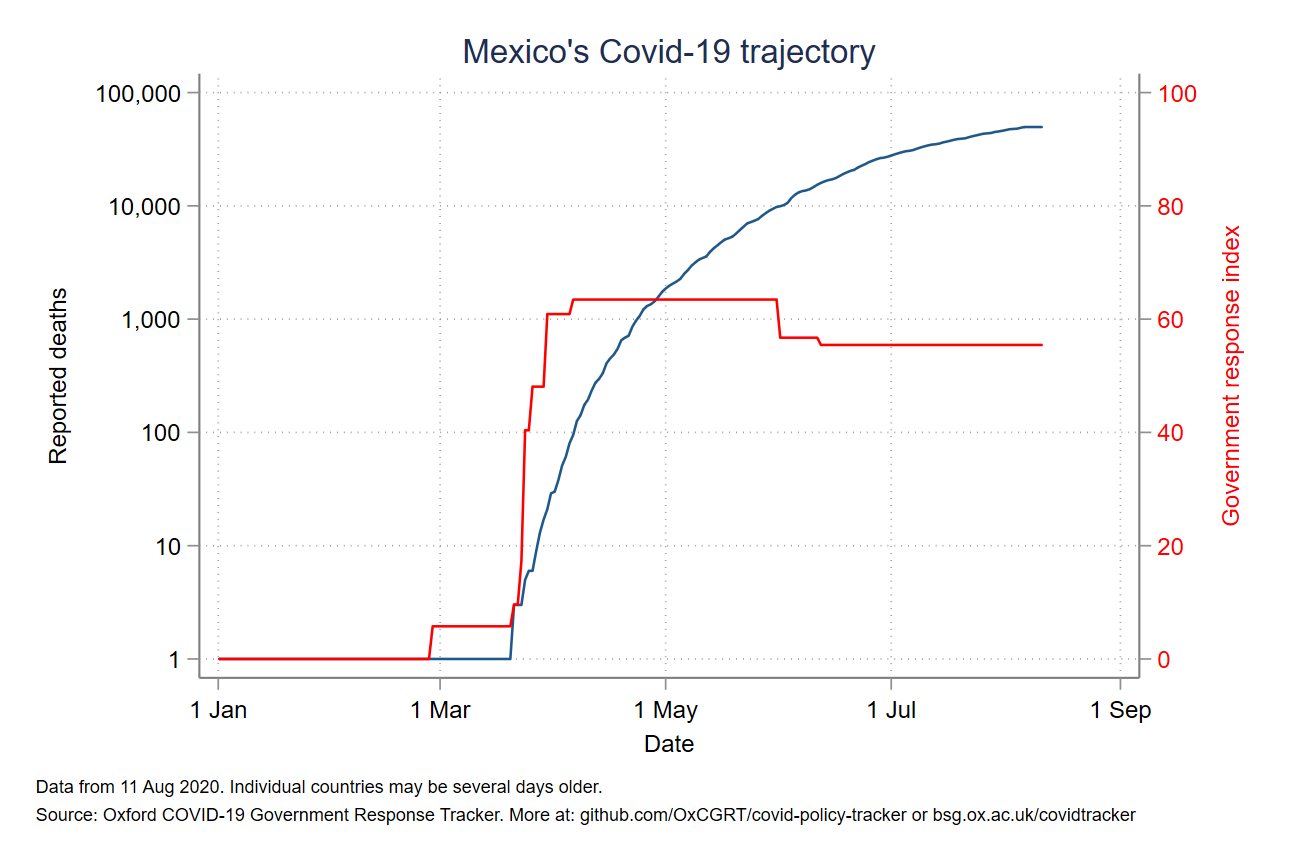 Mexico's Covid-19 trajectory
100,000
10,000
1,000
100
10
1
Reported deaths
100
80
60
40
20
0
Government response index
1 Jan
1 Mar
1 May
1 Jul
1 Sep
Date
Data from 11 Aug 2020. Individual countries may be several days older.
Source: Oxford COVID-19 Government Response Tracker. More at: github.com/OxCGRT/covid-policy-tracker or bsg.ox.ac.uk/covidtracker